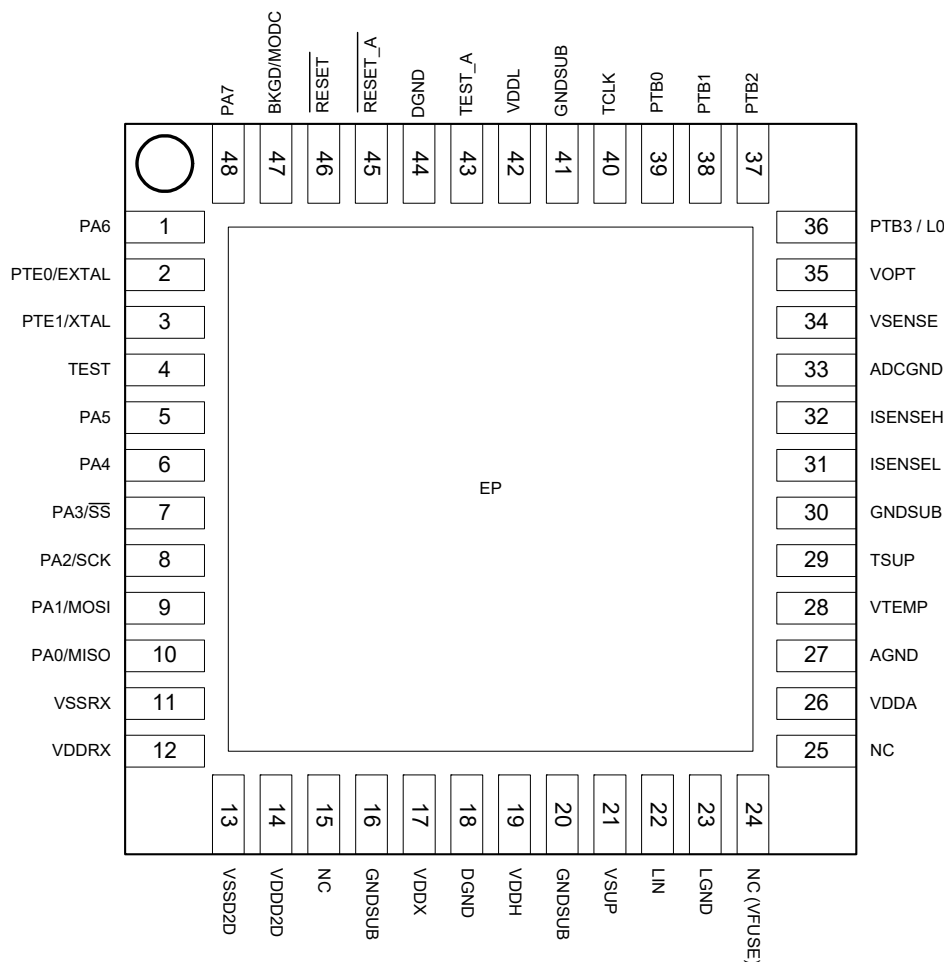 PA7
BKGD/MODC
RESET
RESET_A
DGND
TEST_A
VDDL
GNDSUB
TCLK
PTB0
PTB1
PTB2
48
47
46
45
44
43
42
41
40
39
38
37
PA6 1
PTE0/EXTAL 2
PTE1/XTAL 3
TEST 4
PA5 5
PA4 6
PA3/SS 7
PA2/SCK 8
PA1/MOSI 9
PA0/MISO 10
VSSRX 11
VDDRX 12
EP
36 PTB3 / L0
35 VOPT
34 VSENSE
33 ADCGND
32 ISENSEH
31 ISENSEL
30 GNDSUB
29 TSUP
28 VTEMP
27 AGND
26 VDDA
25 NC
13
14
15
16
17
18
19
20
21
22
23
24
VSSD2D
VDDD2D
NC
GNDSUB
VDDX
DGND
VDDH
GNDSUB
VSUP
LIN
LGND
NC (VFUSE)